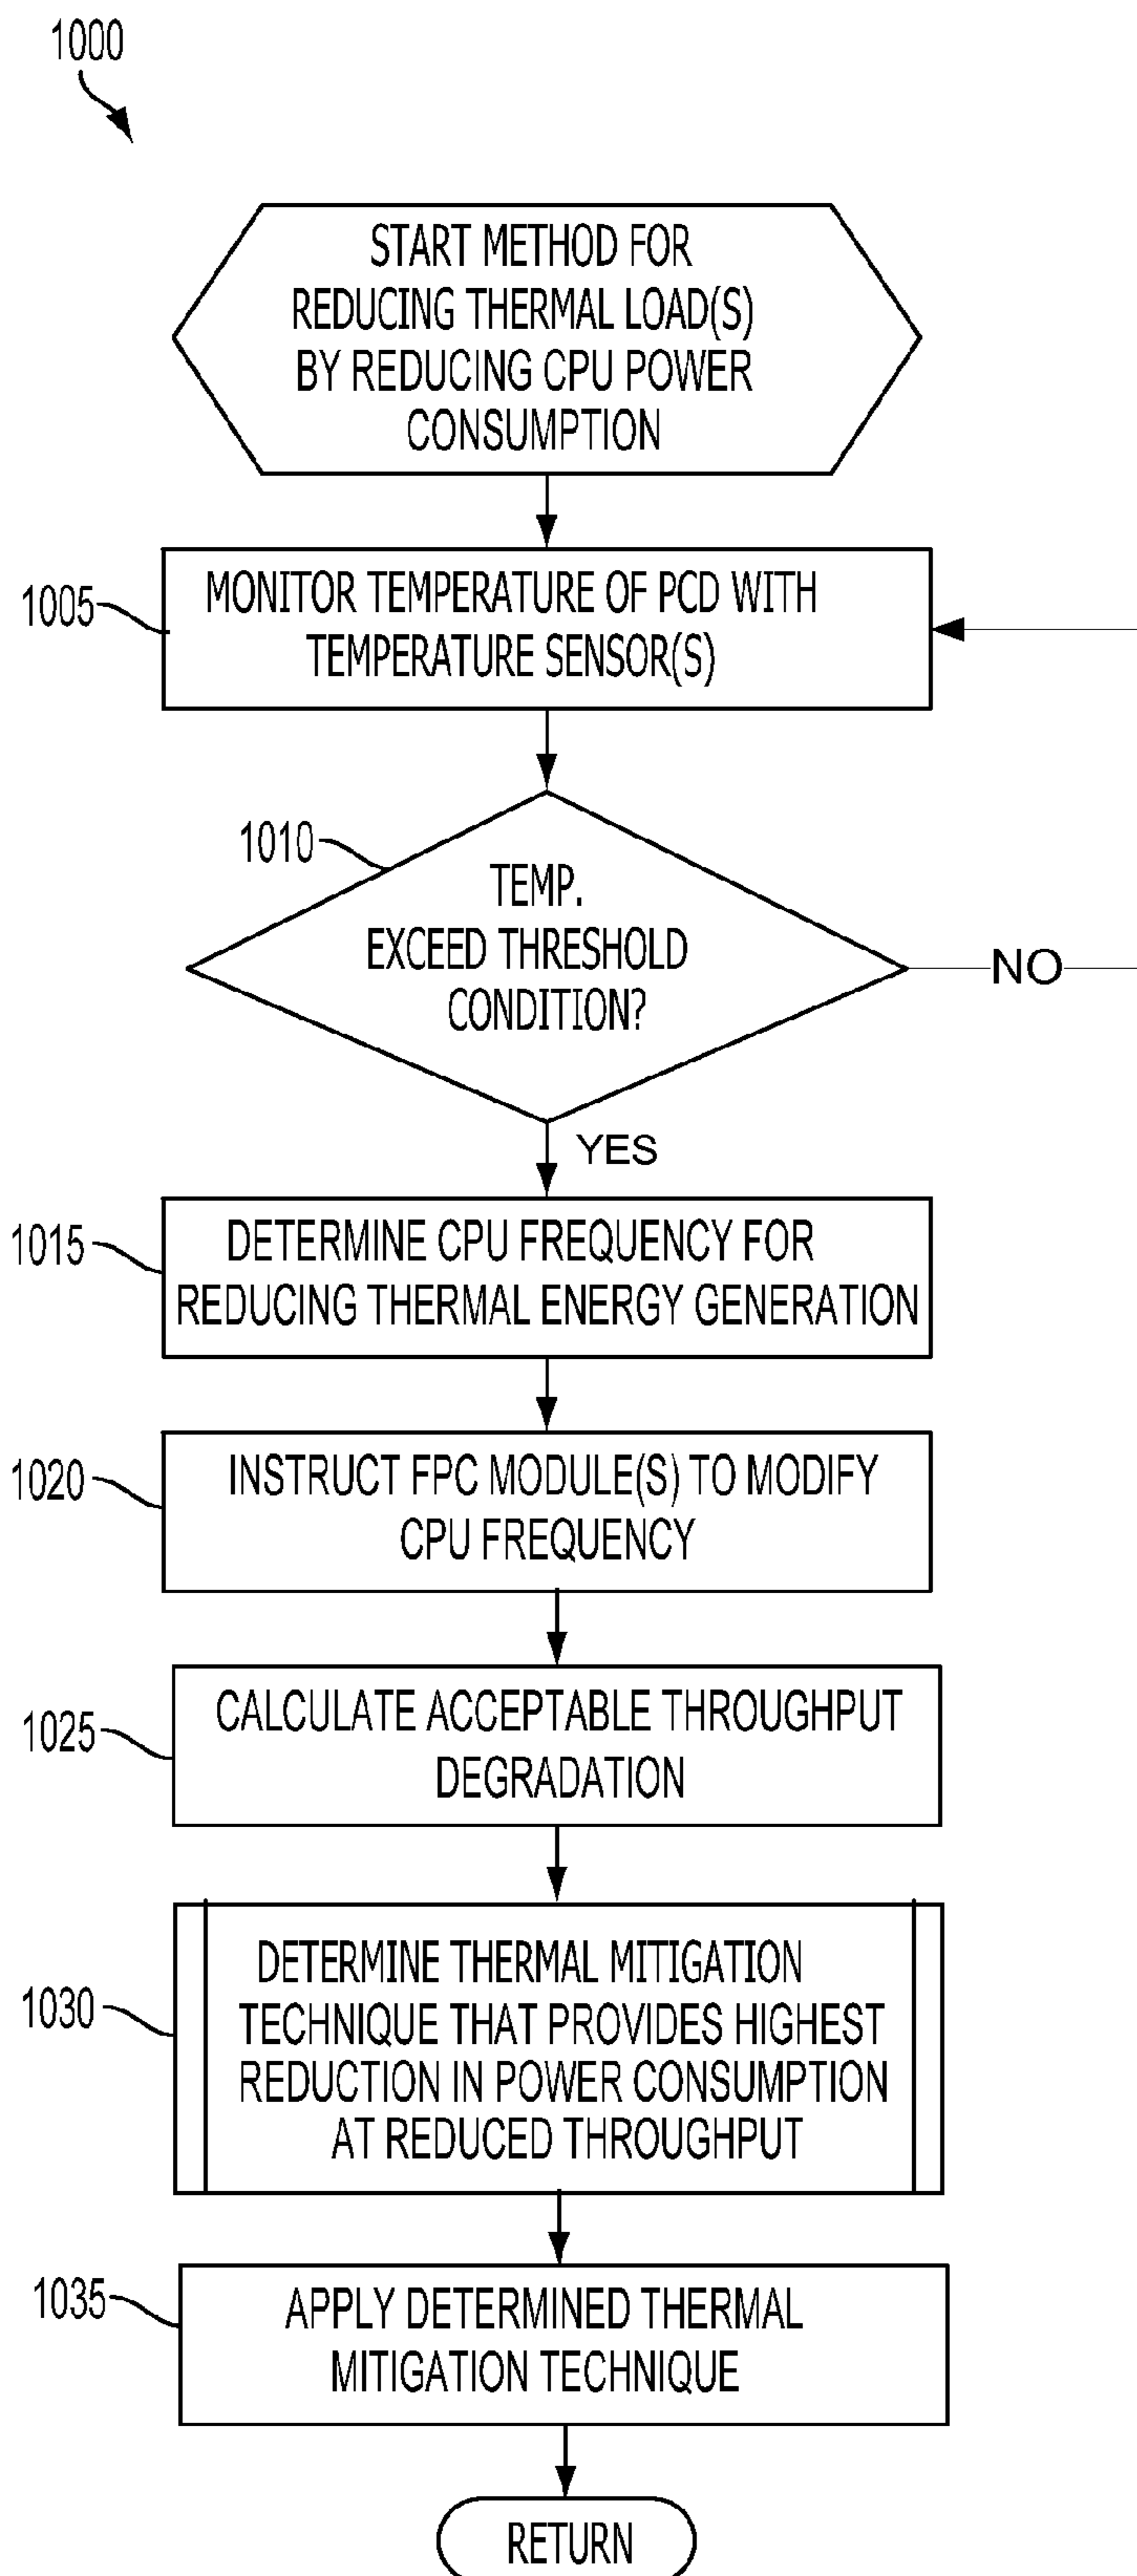 1000
START METHOD FOR
REDUCING THERMAL LOAD(S)
BY REDUCING CPU POWER
CONSUMPTION
1005
MONITOR TEMPERATURE OF PCD WITH
TEMPERATURE SENSOR(S)
1010
TEMP.
EXCEED THRESHOLD
CONDITION?
NO
YES
1015
DETERMINE CPU FREQUENCY FOR
REDUCING THERMAL ENERGY GENERATION
1020
INSTRUCT FPC MODULE(S) TO MODIFY
CPU FREQUENCY
1025
CALCULATE ACCEPTABLE THROUGHPUT
DEGRADATION
1030
DETERMINE THERMAL MITIGATION
TECHNIQUE THAT PROVIDES HIGHEST
REDUCTION IN POWER CONSUMPTION
AT REDUCED THROUGHPUT
1035
APPLY DETERMINED THERMAL
MITIGATION TECHNIQUE
RETURN